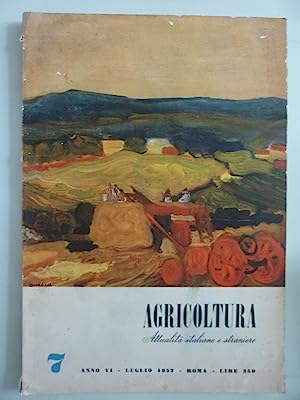 AGRICOLTURA
Attualità italiane e straniere
7
ANNO VI - LUGLIO 1957 - ROMA - LIRE 350